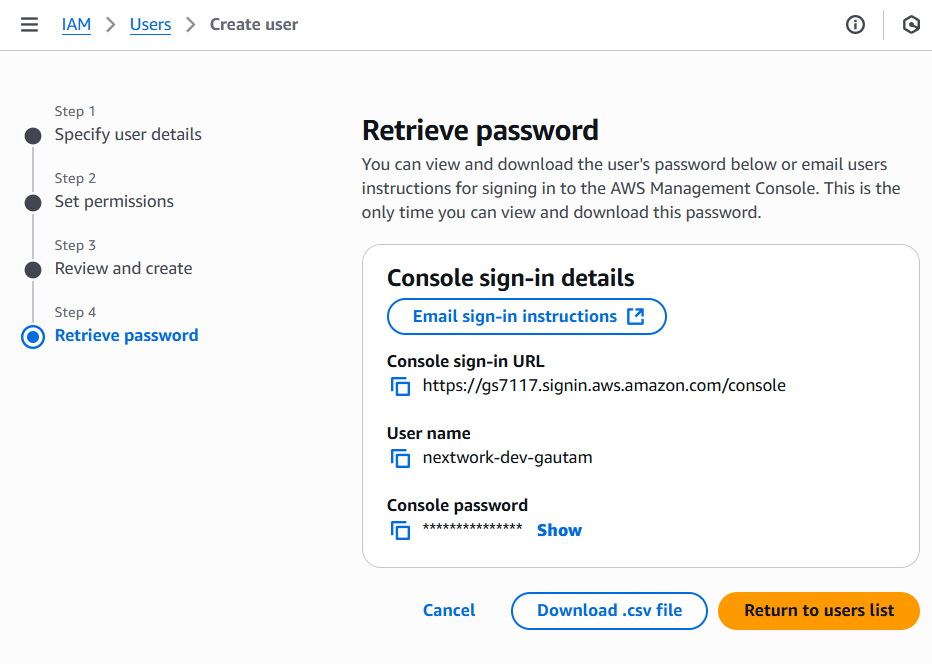 IAM > Users > Create user
Step 1
Specify user details
Step 2
Set permissions
Step 3
Review and create
Step 4
Retrieve password
Retrieve password
You can view and download the user's password below or email users
instructions for signing in to the AWS Management Console. This is the
only time you can view and download this password.
Console sign-in details
Email sign-in instructions
Console sign-in URL
https://gs7117.signin.aws.amazon.com/console
User name
nextwork-dev-gautam
Console password
*************** Show
Cancel Download .csv file Return to users list